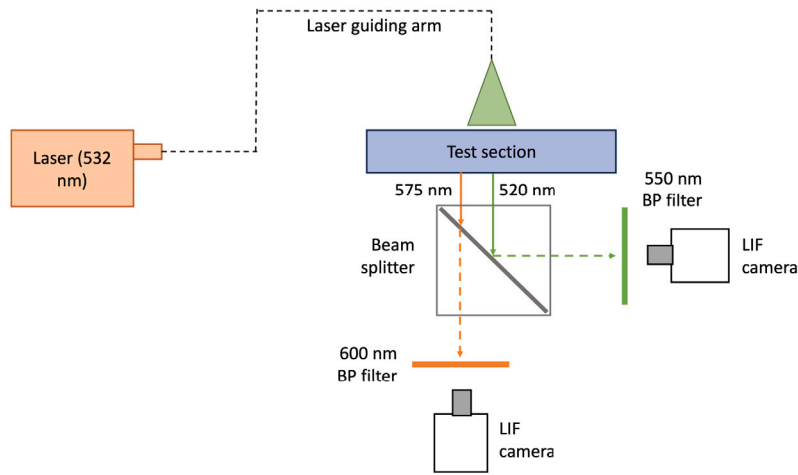 Laser guiding arm
Laser (532
nm)
Test section
575 nm
520 nm
550 nm
BP filter
Beam
splitter
LIF
camera
600 nm
BP filter
LIF
camera